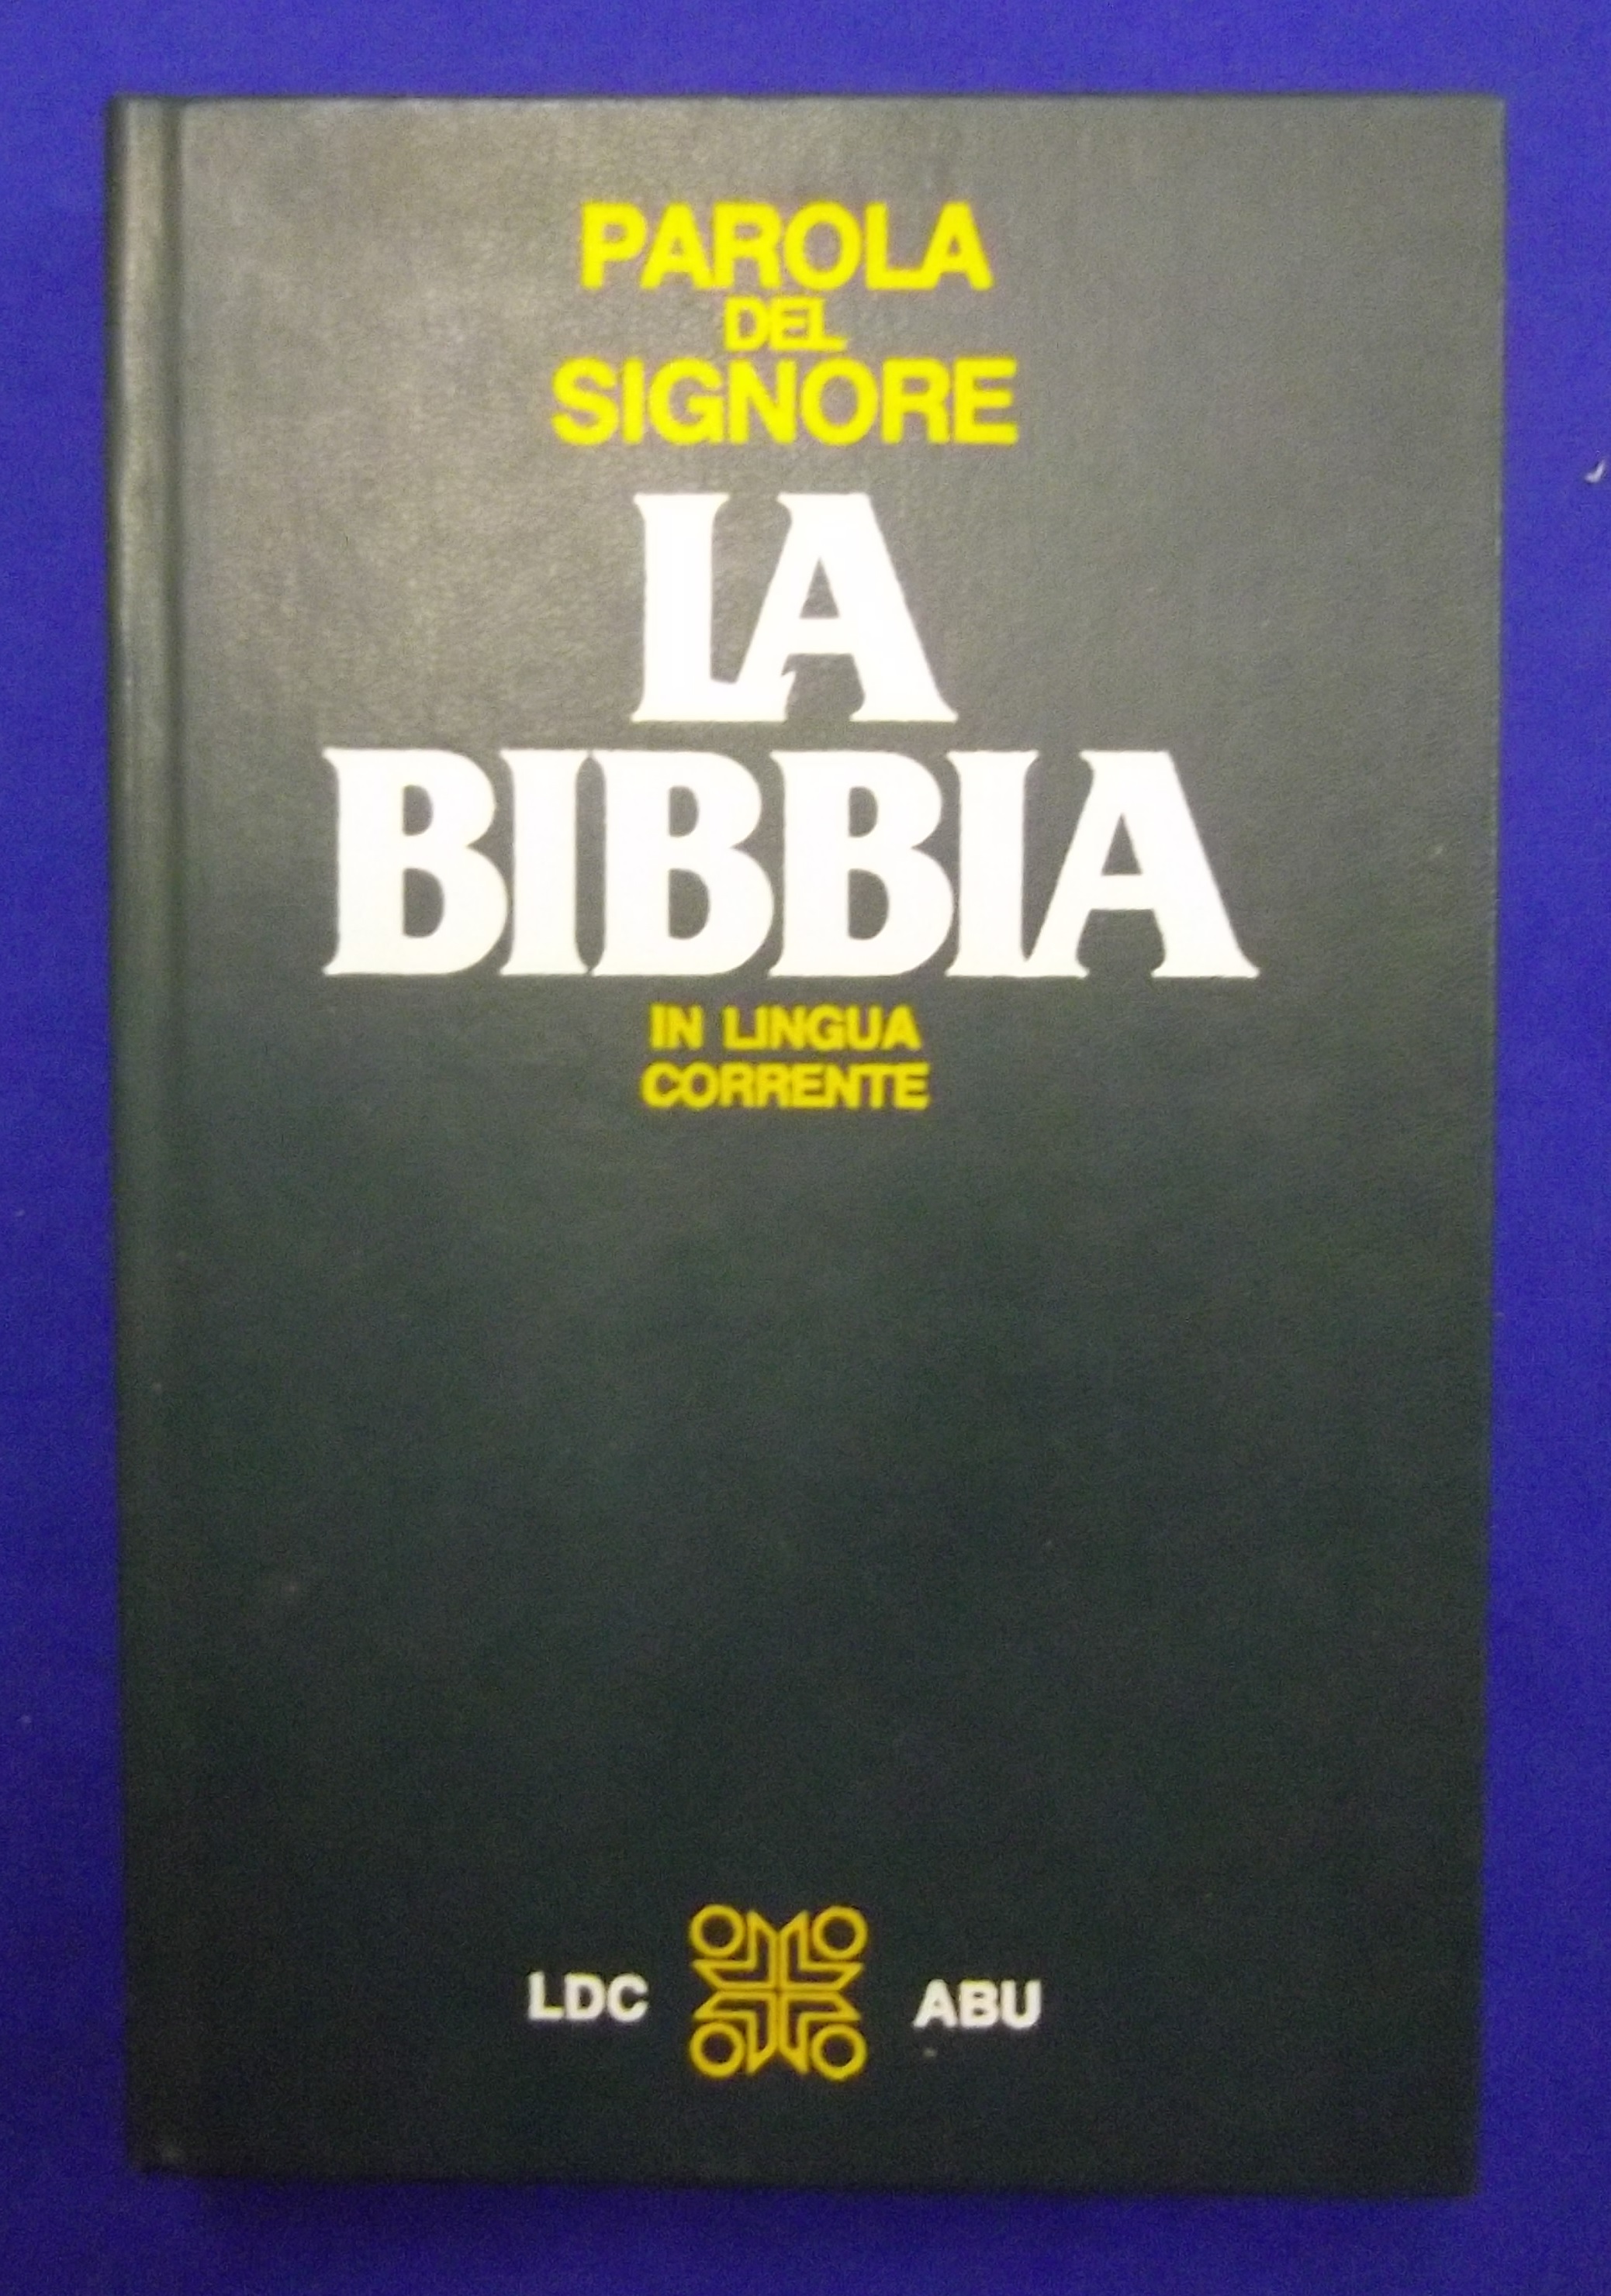 PAROLA
DEL
SIGNORE
LA
BIBBIA
IN LINGUA
CORRENTE
LDC ABU